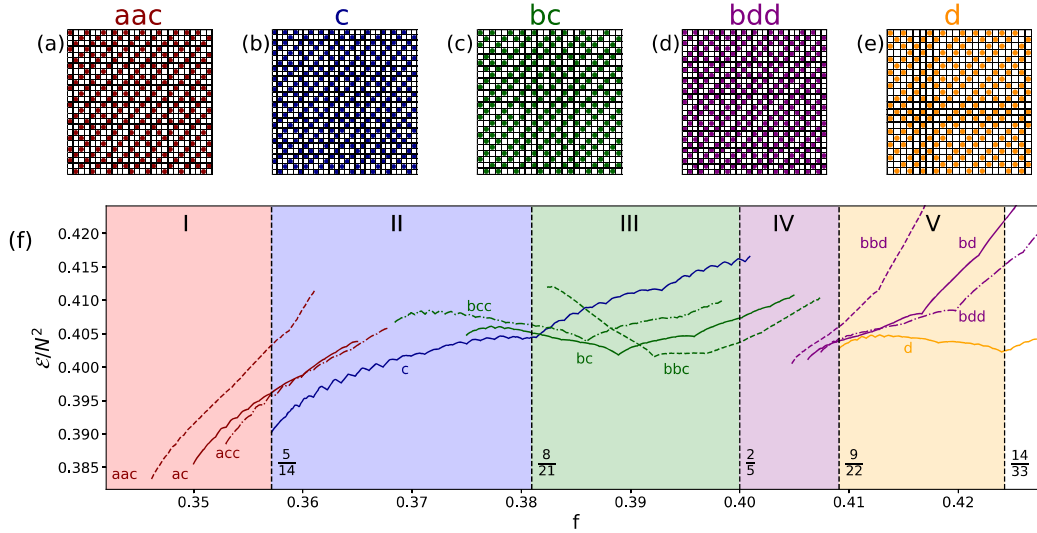 aac c bc bdd d
(a) (b) (c) (d) (e)
(f)
I II III IV V
0.420
0.415
0.410
0.405
0.400
0.395
0.390
0.385
ℰ/N²
aac ac acc c bcc bc bbc bbd bd bdd d
5/14 8/21 2/5 9/22 14/33
0.35 0.36 0.37 0.38 0.39 0.40 0.41 0.42
f